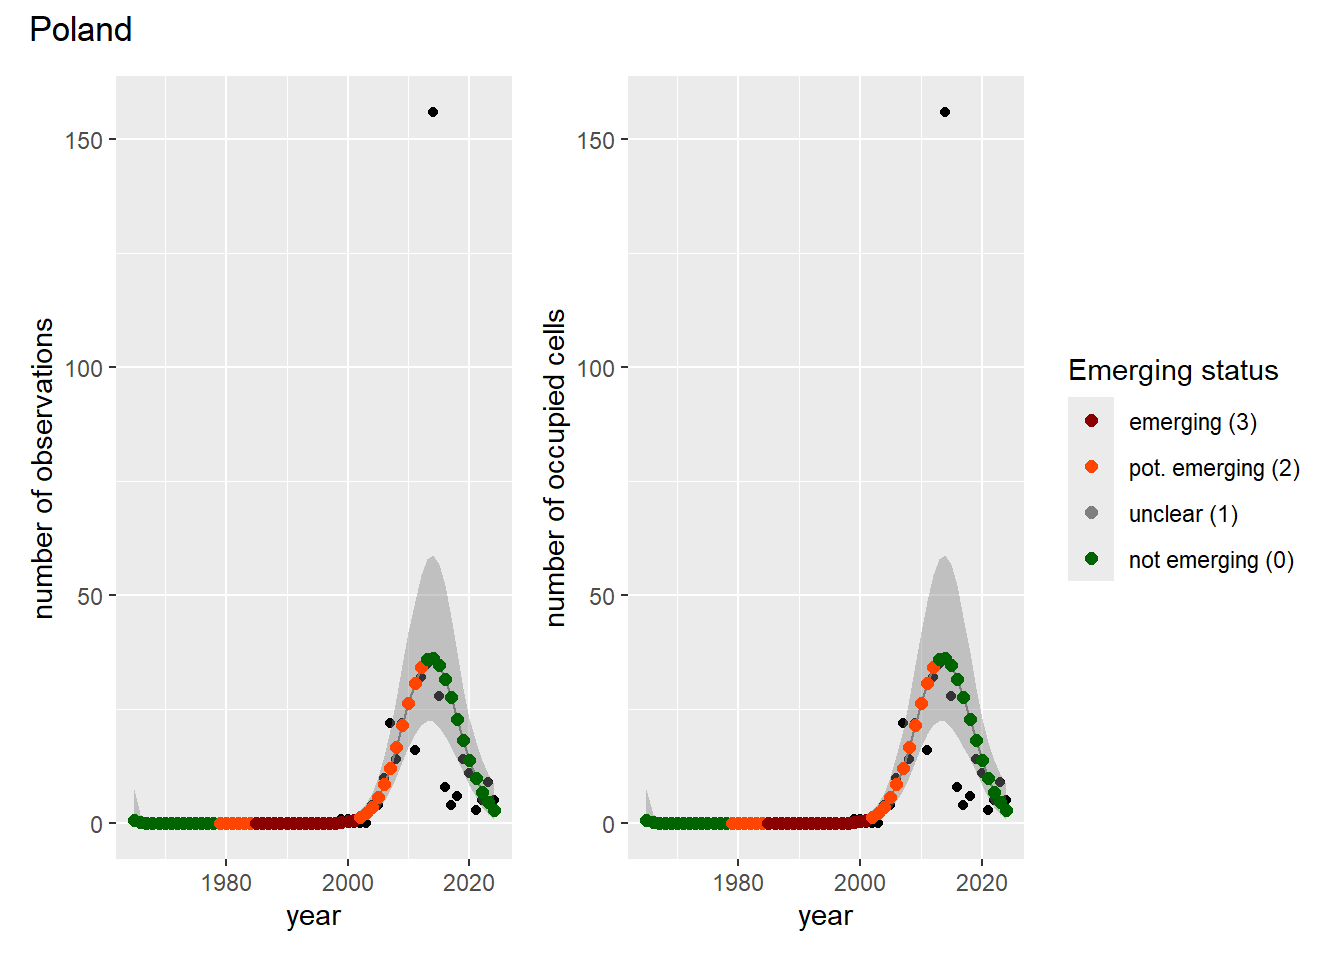 Poland
number of observations
150
100
50
0
1980
2000
2020
year
number of occupied cells
150
100
50
0
1980
2000
2020
year
Emerging status
emerging (3)
pot. emerging (2)
unclear (1)
not emerging (0)